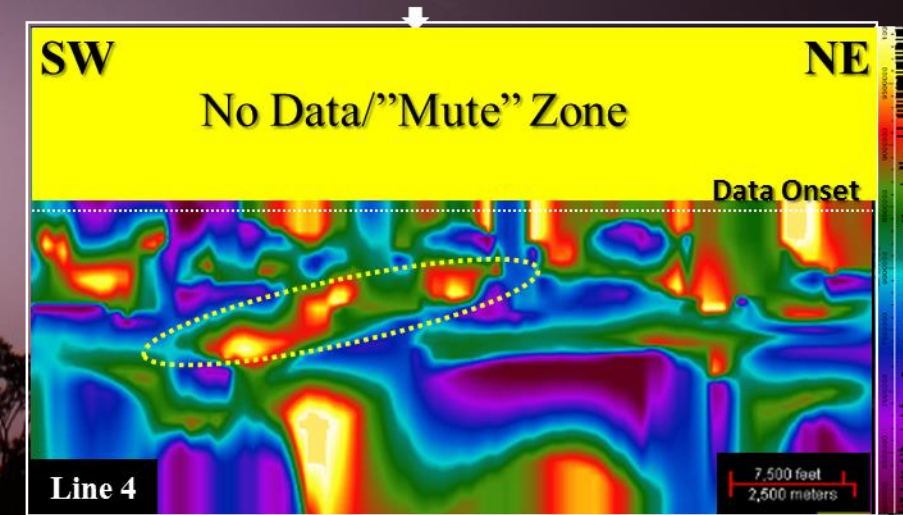 SW
NE
No Data/”Mute” Zone
Data Onset
Line 4
7,500 feet
2,500 meters